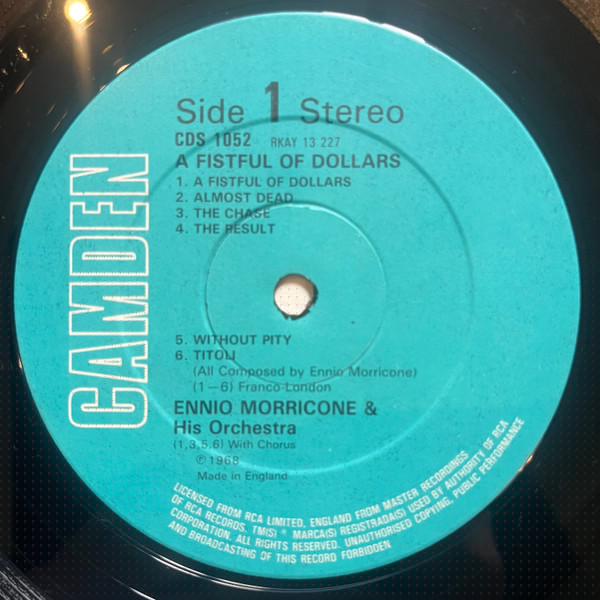 Side 1 Stereo
CDS 1052 RKAY 13 227
A FISTFUL OF DOLLARS
1. A FISTFUL OF DOLLARS
2. ALMOST DEAD
3. THE CHASE
4. THE RESULT
CAMDEN
5. WITHOUT PITY
6. TITOLI
(All Composed by Ennio Morricone)
(1—6) Franco-London
ENNIO MORRICONE &
His Orchestra
(1,3,5,6) With Chorus
℗1968
Made in England
LICENSED FROM RCA LIMITED, ENGLAND FROM MASTER RECORDINGS
OF RCA RECORDS. TM(S) ® MARCA(S) REGISTRADA(S) USED BY AUTHORITY OF RCA
CORPORATION. ALL RIGHTS RESERVED. UNAUTHORISED COPYING, PUBLIC PERFORMANCE
AND BROADCASTING OF THIS RECORD FORBIDDEN